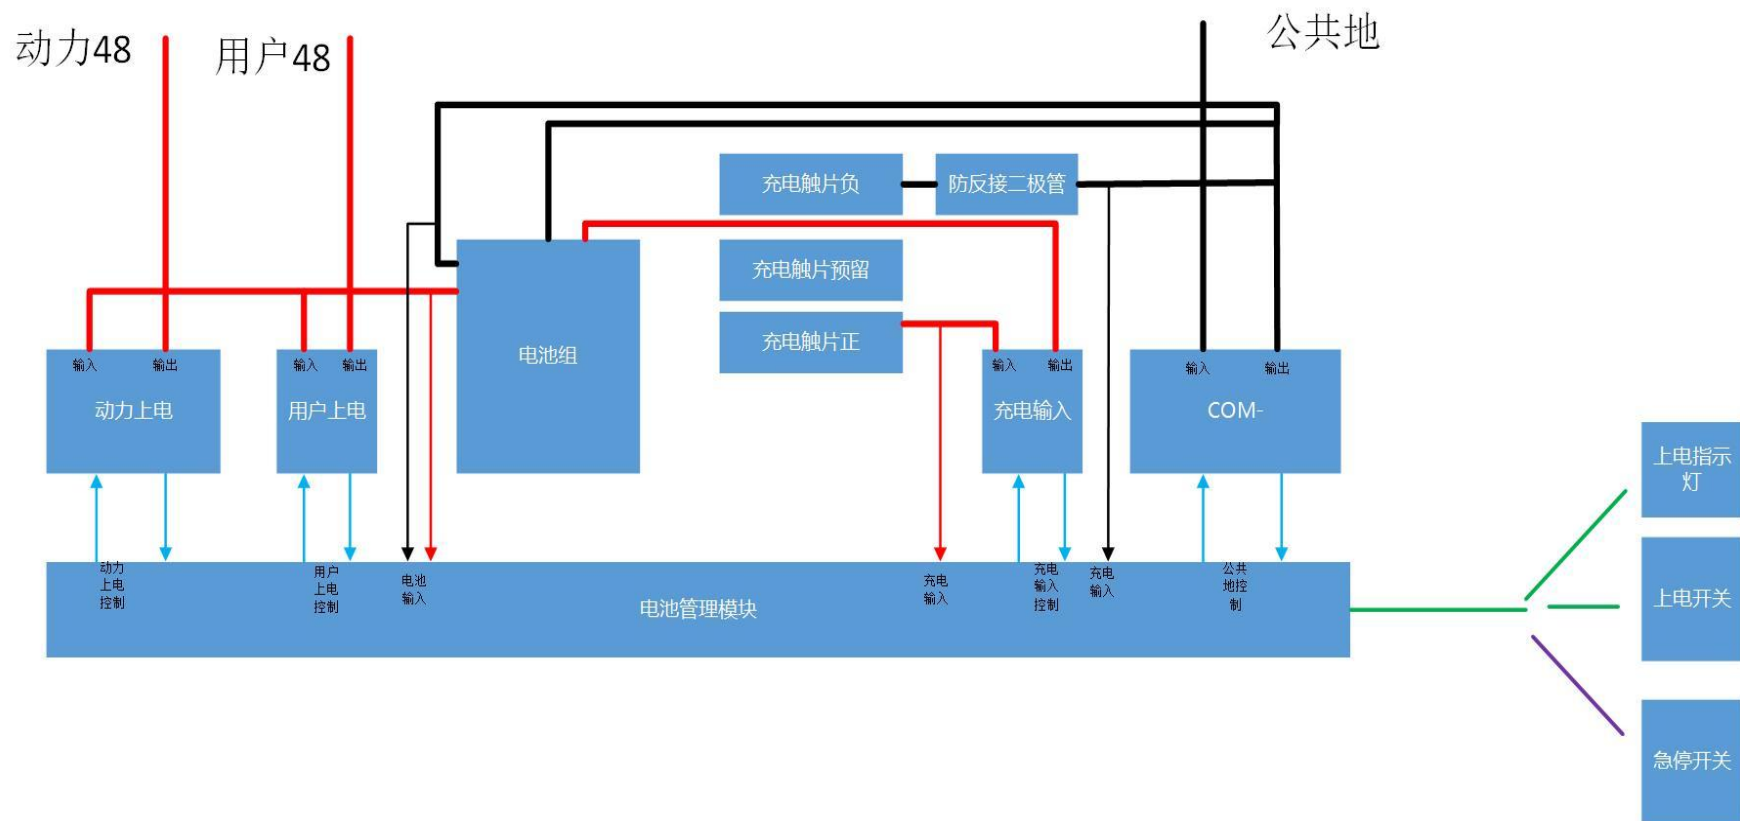 动力48
用户48
公共地
充电触片负
防反接二极管
充电触片预留
充电触片正
电池组
输入
输出
动力上电
输入
输出
用户上电
输入
输出
充电输入
输入
输出
COM-
上电指示
灯
上电开关
急停开关
动力
上电
控制
用户
上电
控制
电池
输入
电池管理模块
充电
输入
充电
输入
控制
充电
输入
公共
地控
制